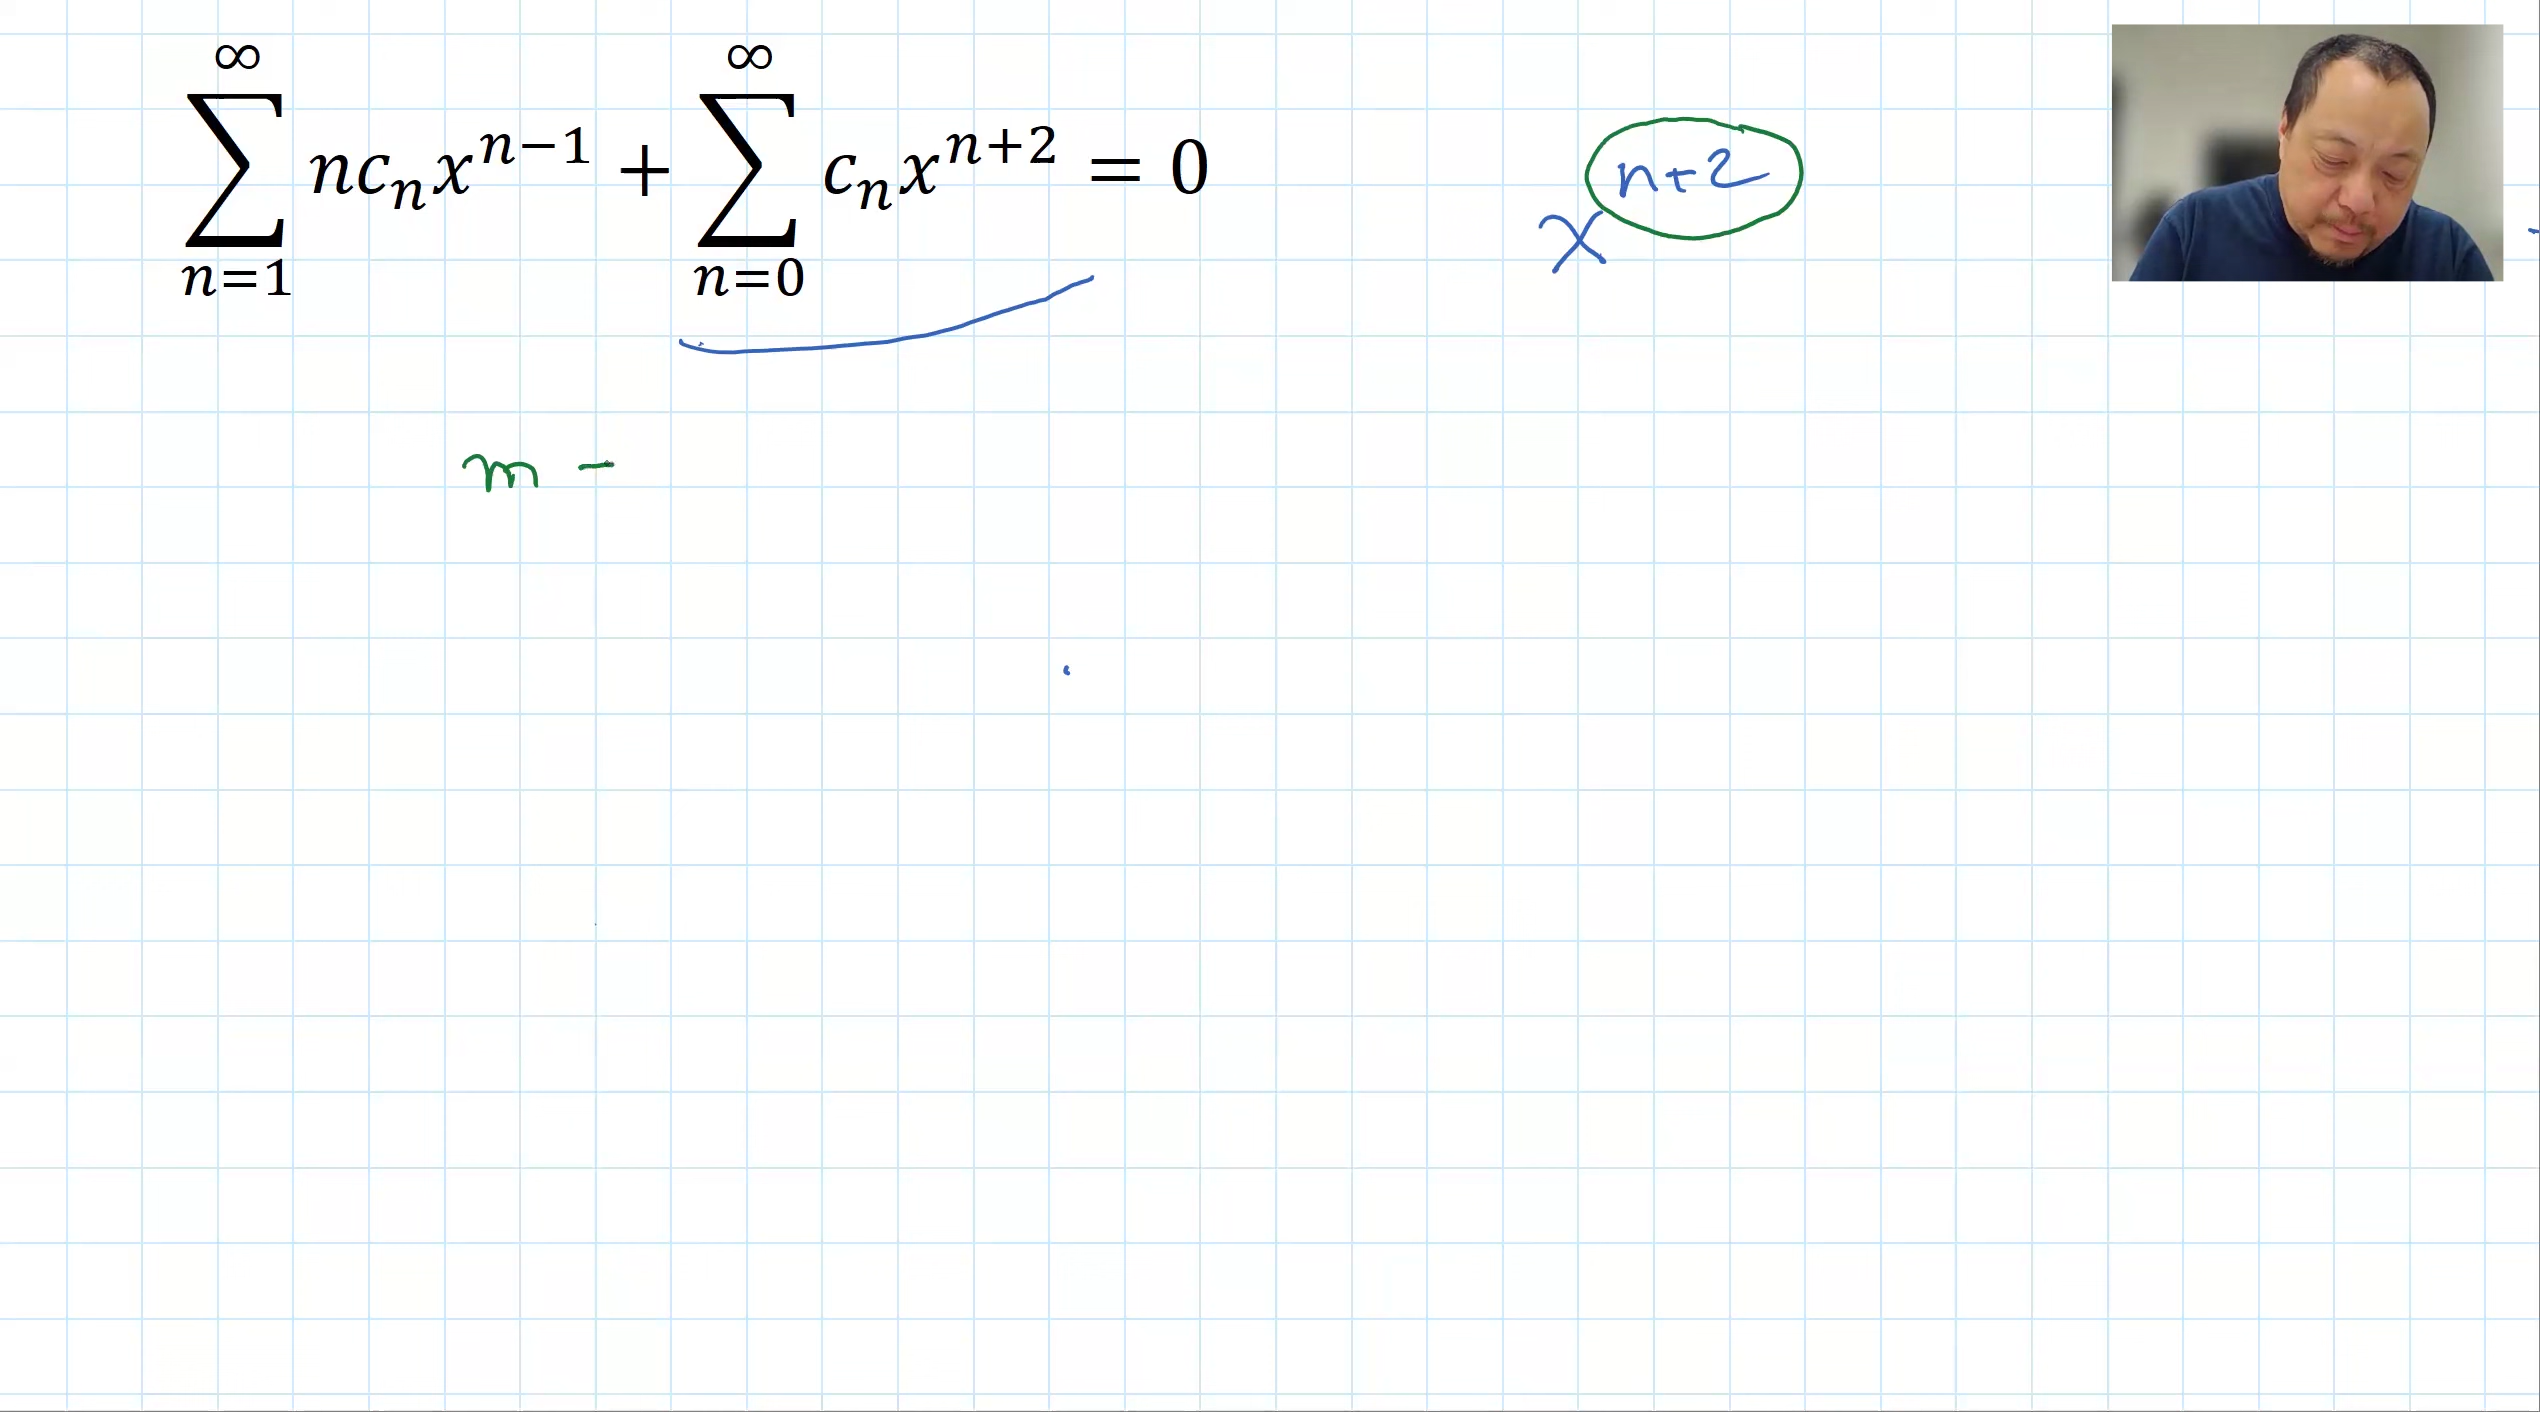 ∑_{n=1}^{∞} nc_n x^{n−1} + ∑_{n=0}^{∞} c_n x^{n+2} = 0
x^{n+2}
m -